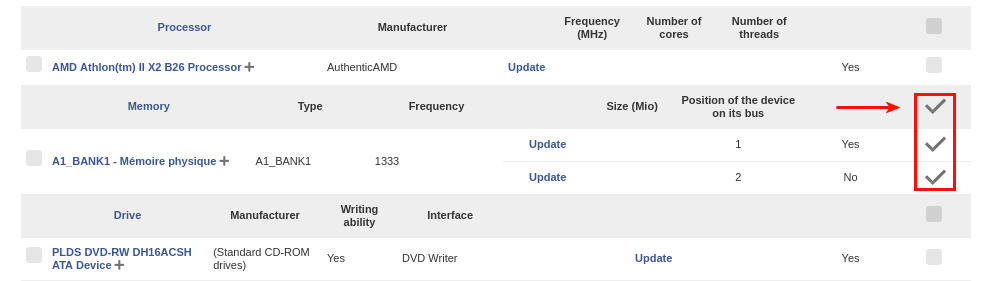 Processor Manufacturer Frequency (MHz) Number of cores Number of threads
AMD Athlon(tm) II X2 B26 Processor AuthenticAMD Update Yes
Memory Type Frequency Size (Mio) Position of the device on its bus
A1_BANK1 - Mémoire physique A1_BANK1 1333
Update 1 Yes
Update 2 No
Drive Manufacturer Writing ability Interface
PLDS DVD-RW DH16ACSH ATA Device (Standard CD-ROM drives) Yes DVD Writer Update Yes